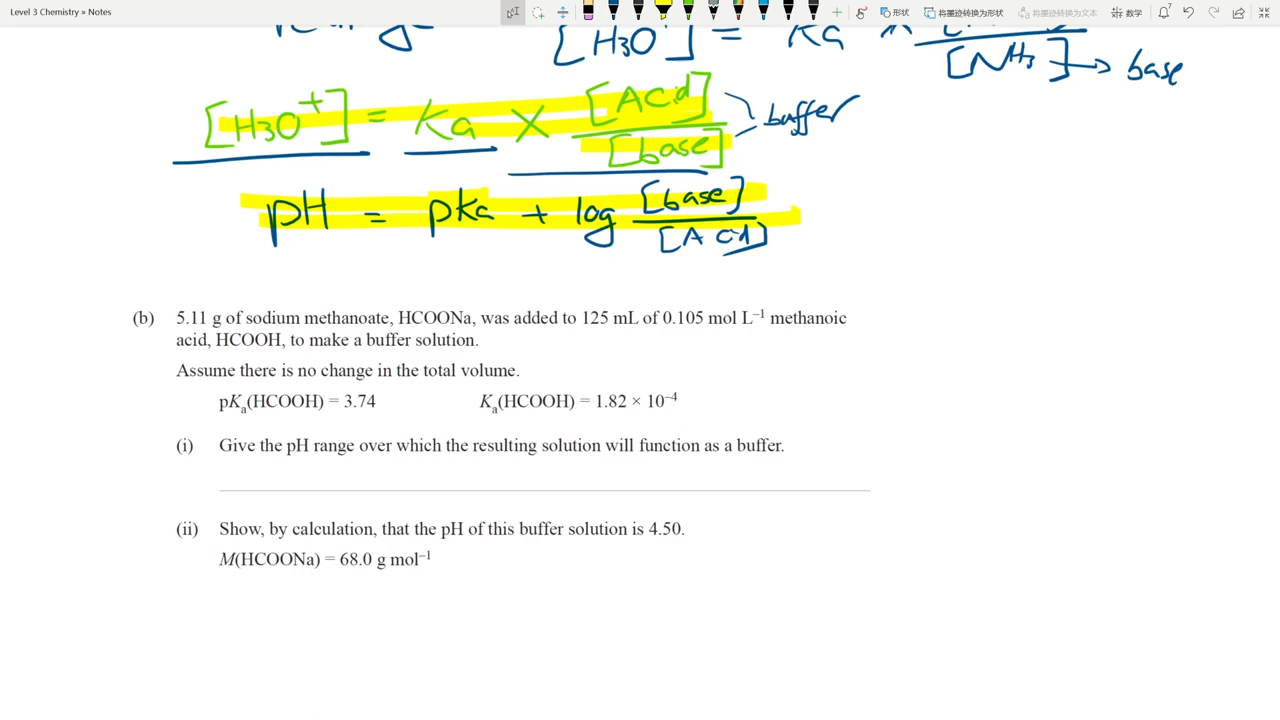 Level 3 Chemistry » Notes
形状 将墨迹转换为形状 将墨迹转换为文本 数学
[H3O+] = Ka ×
[NH3] → base
[H3O+] = Ka × [Acid] / [base] buffer
pH = pKa + log [base] / [Acid]
(b) 5.11 g of sodium methanoate, HCOONa, was added to 125 mL of 0.105 mol L⁻¹ methanoic
acid, HCOOH, to make a buffer solution.
Assume there is no change in the total volume.
pKₐ(HCOOH) = 3.74 Kₐ(HCOOH) = 1.82 × 10⁻⁴
(i) Give the pH range over which the resulting solution will function as a buffer.
(ii) Show, by calculation, that the pH of this buffer solution is 4.50.
M(HCOONa) = 68.0 g mol⁻¹